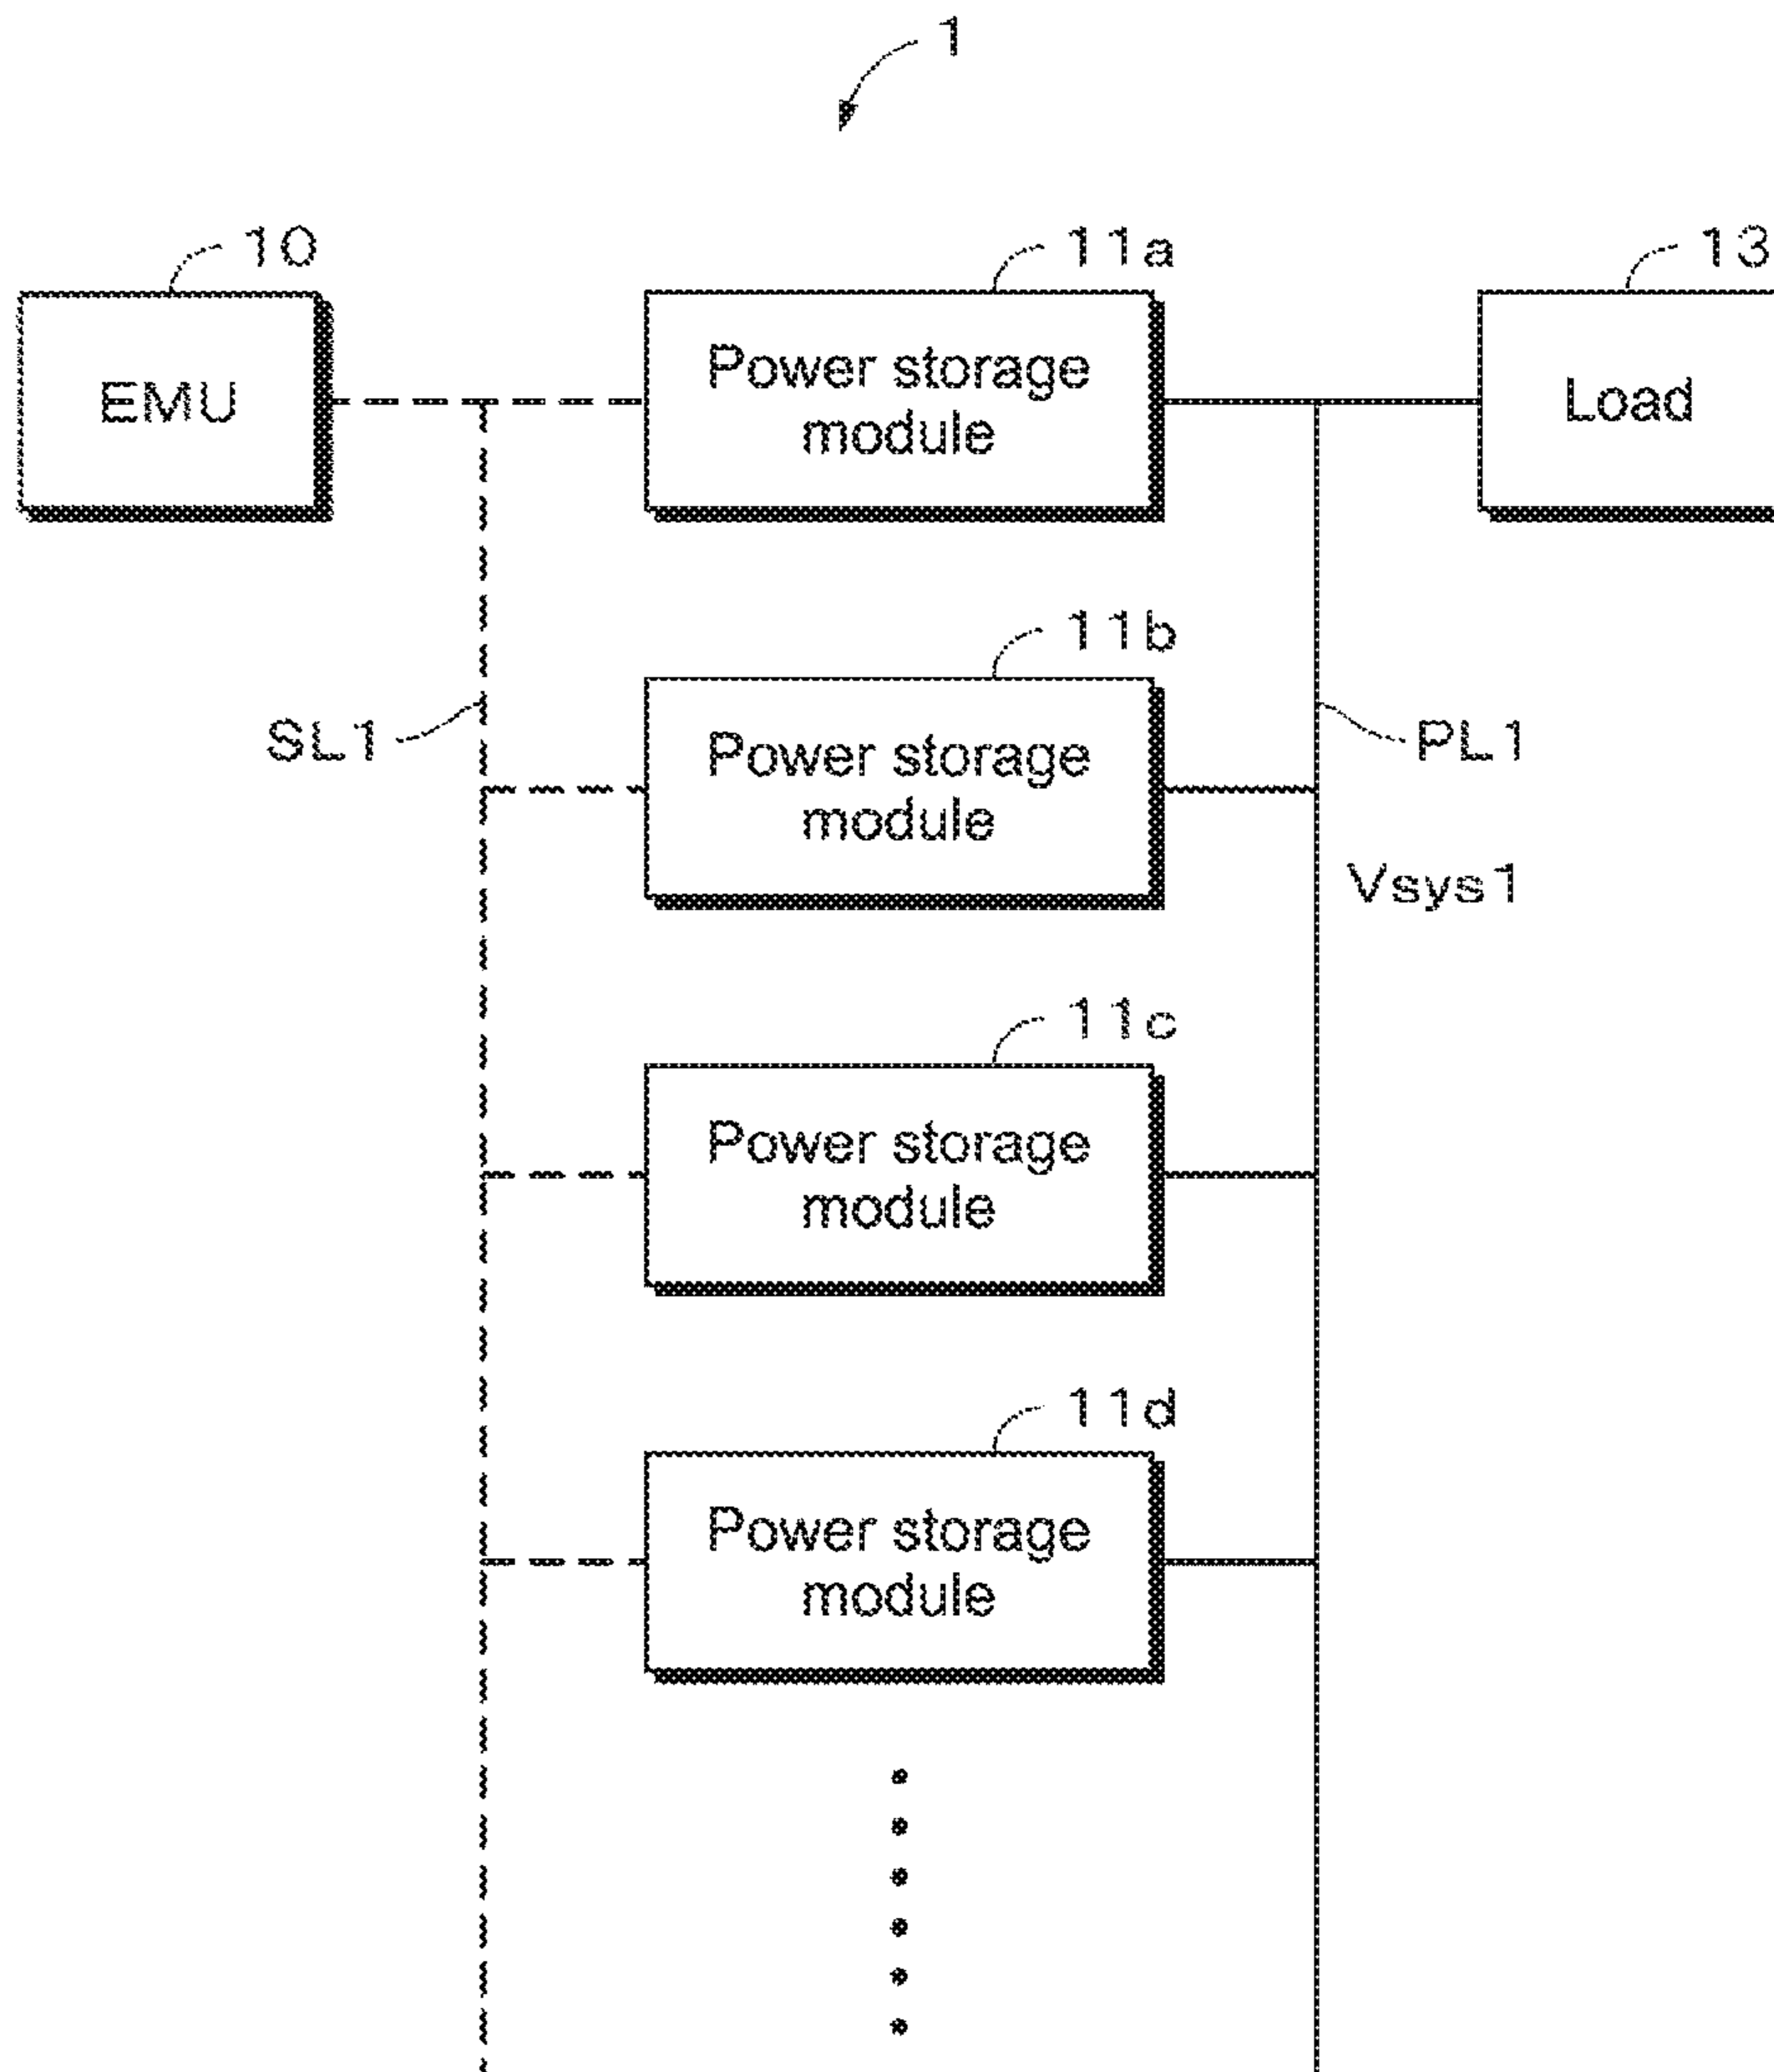 1
10
11a
13
EMU
Power storage
module
Load
11b
SL1
Power storage
module
PL1
Vsys1
11c
Power storage
module
11d
Power storage
module